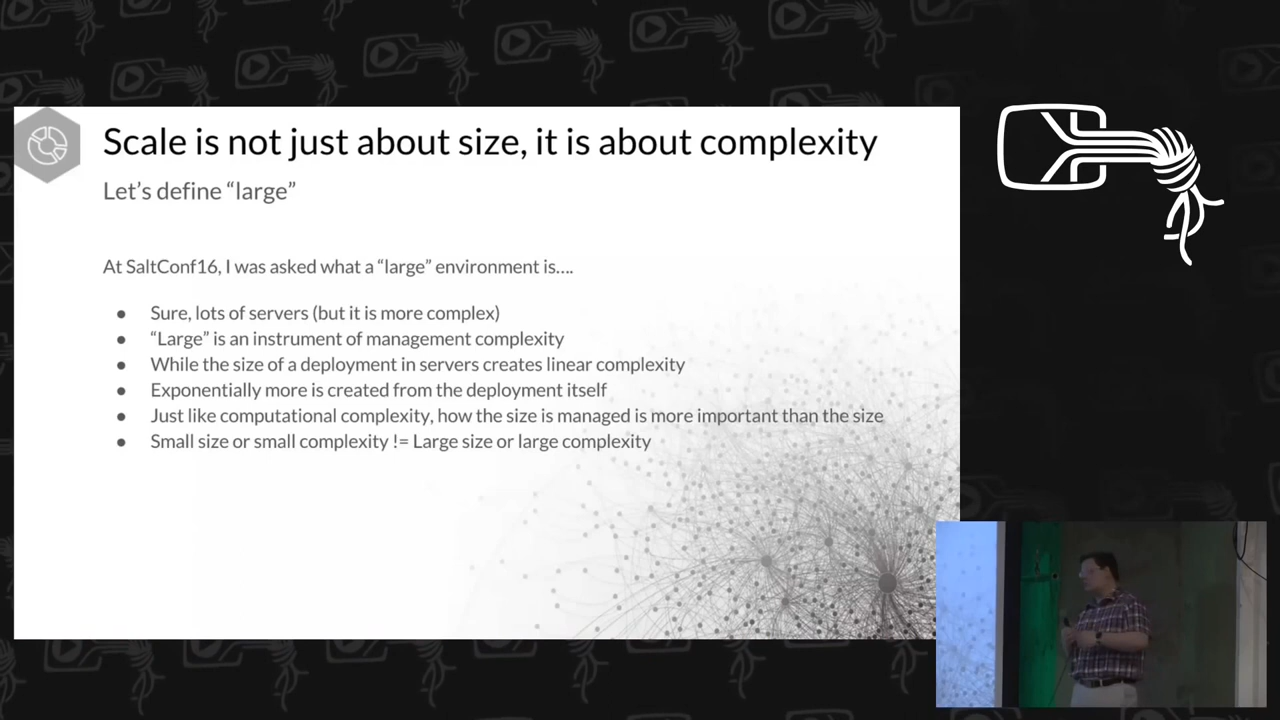 Scale is not just about size, it is about complexity
Let's define “large”
At SaltConf16, I was asked what a “large” environment is....
● Sure, lots of servers (but it is more complex)
● “Large” is an instrument of management complexity
● While the size of a deployment in servers creates linear complexity
● Exponentially more is created from the deployment itself
● Just like computational complexity, how the size is managed is more important than the size
● Small size or small complexity != Large size or large complexity